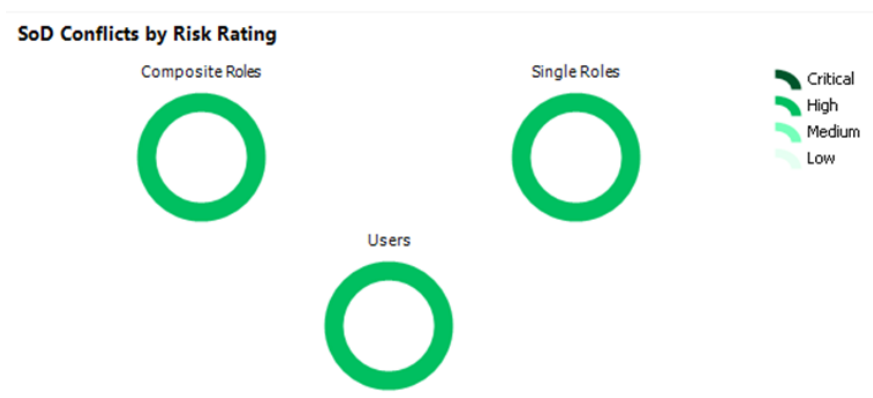 SoD Conflicts by Risk Rating
Composite Roles
Single Roles
Critical
High
Medium
Low
Users